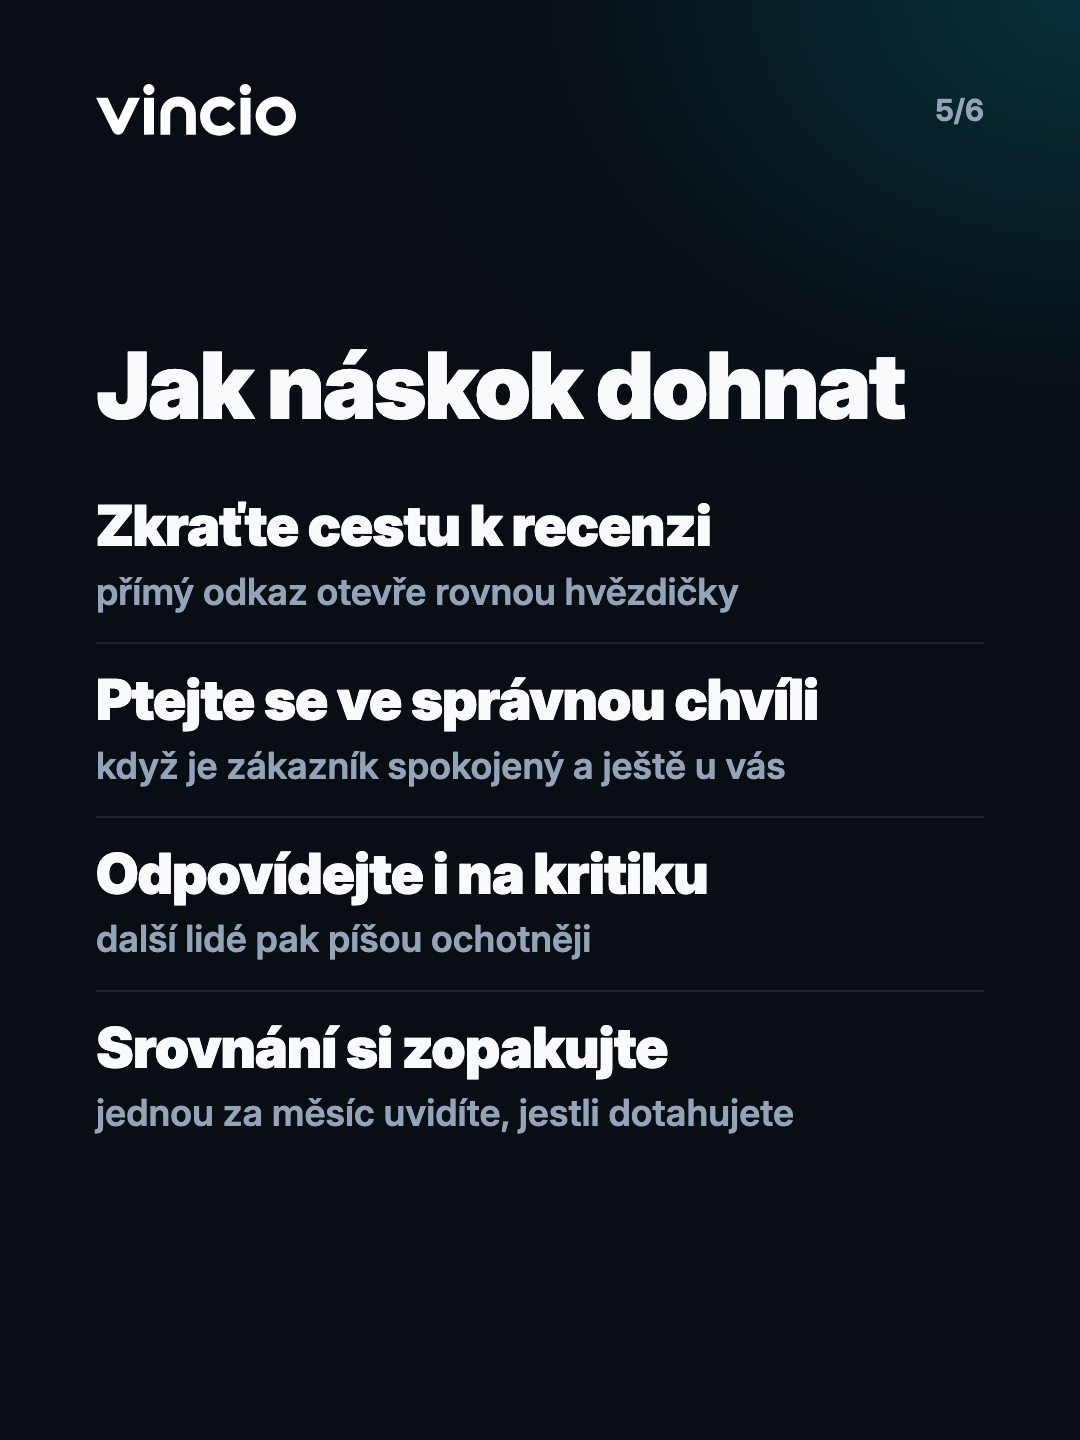 vincio
5/6
Jak náskok dohnat
Zkraťte cestu k recenzi
přímý odkaz otevře rovnou hvězdičky
Ptejte se ve správnou chvíli
když je zákazník spokojený a ještě u vás
Odpovídejte i na kritiku
další lidé pak píšou ochotněji
Srovnání si zopakujte
jednou za měsíc uvidíte, jestli dotahujete